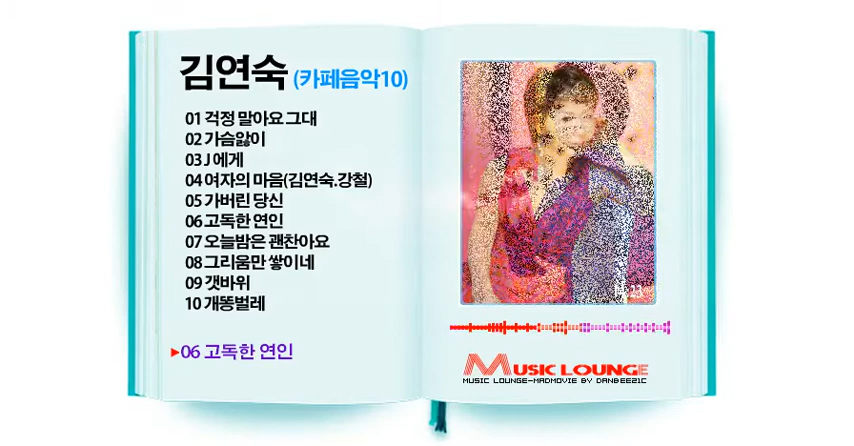 김연숙 (카페음악10)
01 걱정 말아요 그대
02 가슴앓이
03 J 에게
04 여자의 마음(김연숙.강철)
05 가버린 당신
06 고독한 연인
07 오늘밤은 괜찬아요
08 그리움만 쌓이네
09 갯바위
10 개똥벌레
▶06 고독한 연인
MUSIC LOUNGE
MUSIC LOUNGE-MADMOVIE BY DANBEE21C